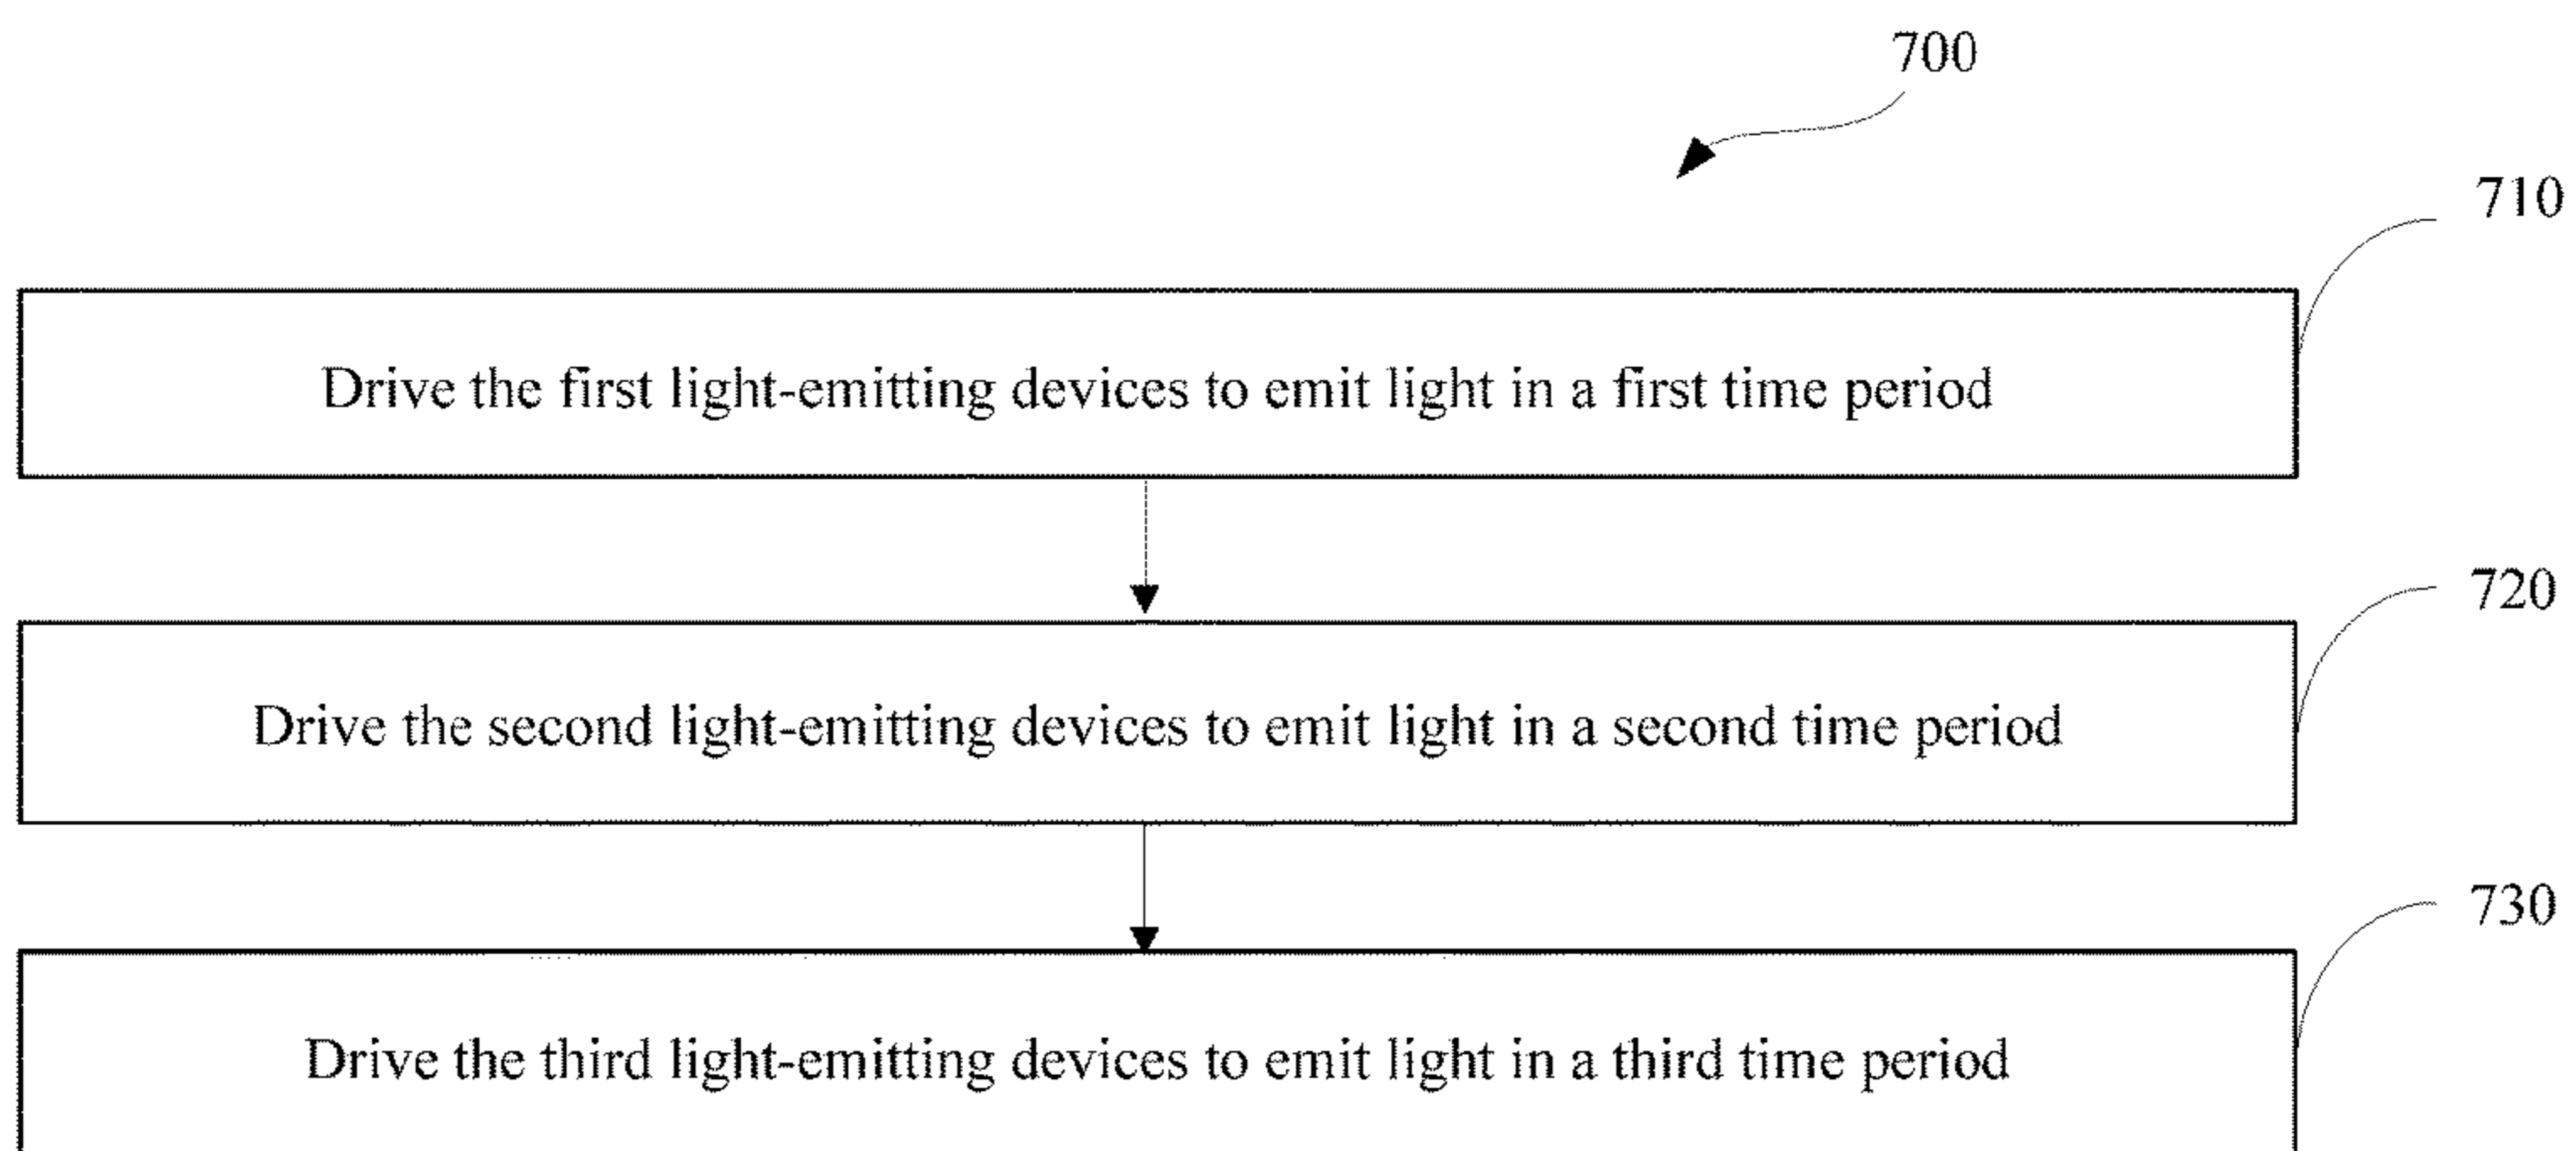 700
710
Drive the first light-emitting devices to emit light in a first time period
720
Drive the second light-emitting devices to emit light in a second time period
730
Drive the third light-emitting devices to emit light in a third time period